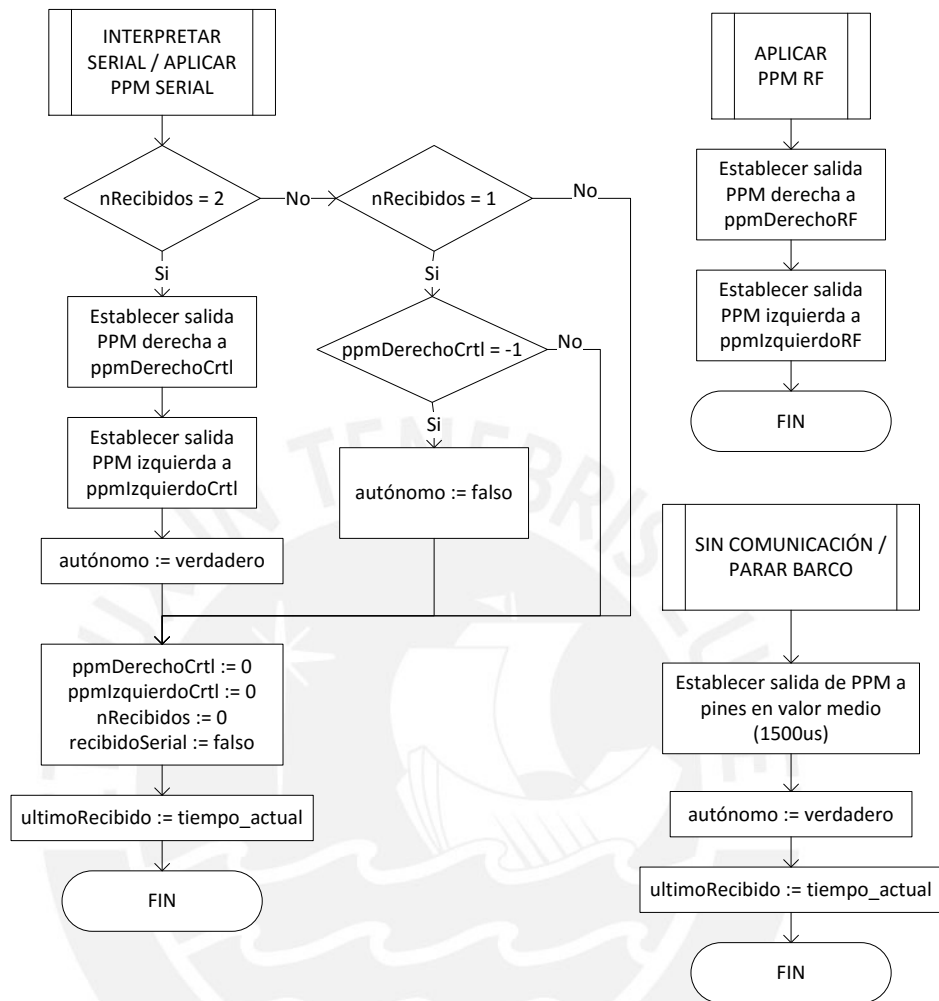 INTERPRETAR
SERIAL / APLICAR
PPM SERIAL
nRecibidos = 2
No
nRecibidos = 1
No
Si
Si
Establecer salida
PPM derecha a
ppmDerechoCrtl
ppmDerechoCrtl = -1
No
Si
Establecer salida
PPM izquierda a
ppmIzquierdoCrtl
autónomo := falso
autónomo := verdadero
ppmDerechoCrtl := 0
ppmIzquierdoCrtl := 0
nRecibidos := 0
recibidoSerial := falso
ultimoRecibido := tiempo_actual
FIN
APLICAR
PPM RF
Establecer salida
PPM derecha a
ppmDerechoRF
Establecer salida
PPM izquierda a
ppmIzquierdoRF
FIN
SIN COMUNICACIÓN /
PARAR BARCO
Establecer salida de PPM a
pines en valor medio
(1500us)
autónomo := verdadero
ultimoRecibido := tiempo_actual
FIN
IN TENEBRIS